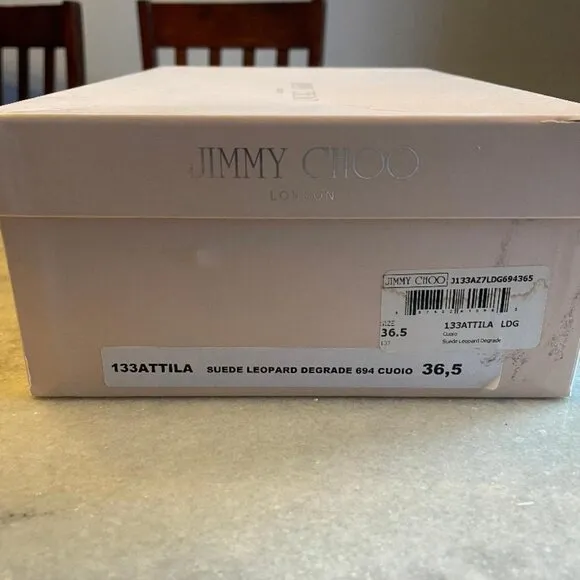 JIMMY CHOO
LONDON
JIMMY CHOO J133AZ7LDG694365
SIZE
36.5
133ATTILA LDG
Cuoio
Suede Leopard Degrade
133ATTILA SUEDE LEOPARD DEGRADE 694 CUOIO 36,5